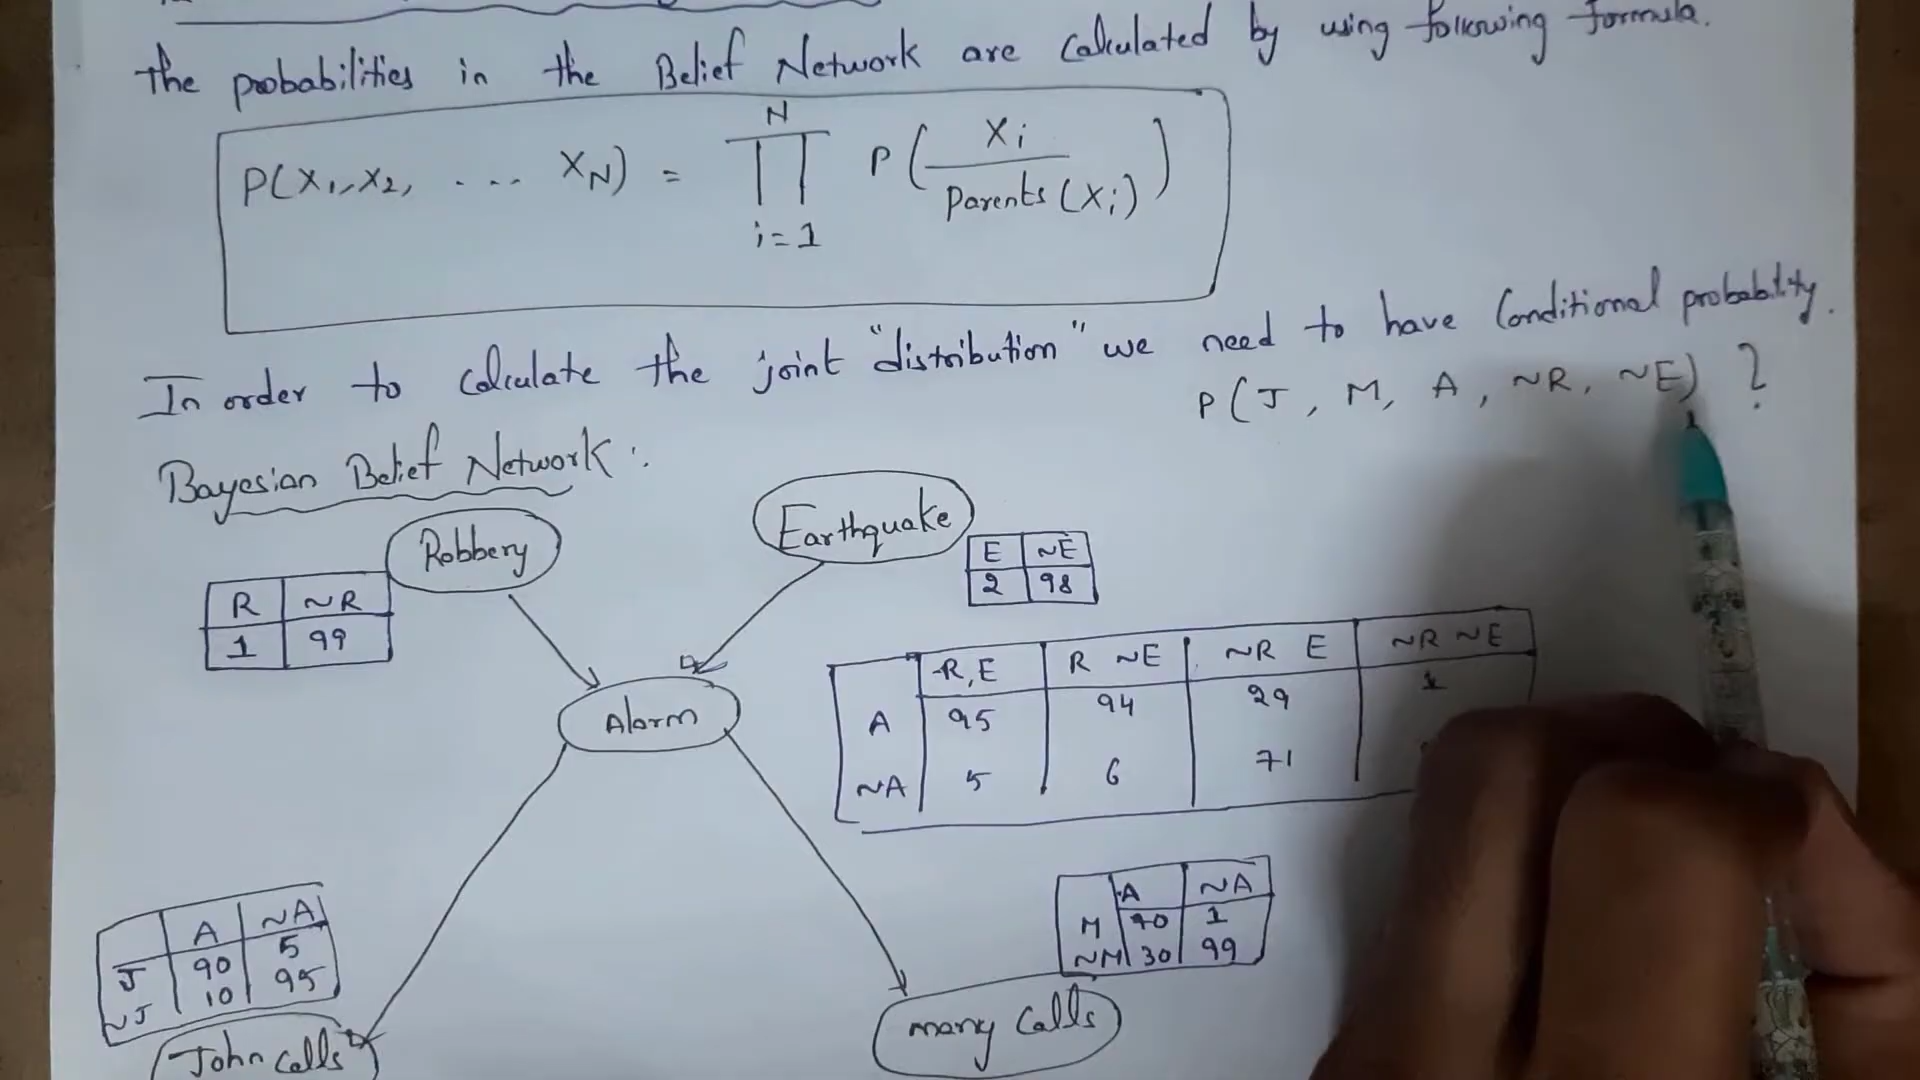 The probabilities in the Belief Network are calculated by using following formula.
P(X1, X2, ... XN) = N ∏ i=1 P( Xi / Parents (Xi) )
In order to calculate the joint "distribution" we need to have Conditional probability.
P(J, M, A, ~R, ~E) ?
Bayesian Belief Network:
Robbery
Earthquake
E ~E
2 98
R ~R
1 99
R, E R ~E ~R E ~R ~E
A 95 94 29 1
~A 5 6 71
Alarm
A ~A
M 70 1
~M 30 99
A ~A
J 90 5
~J 10 95
many Calls
John Calls